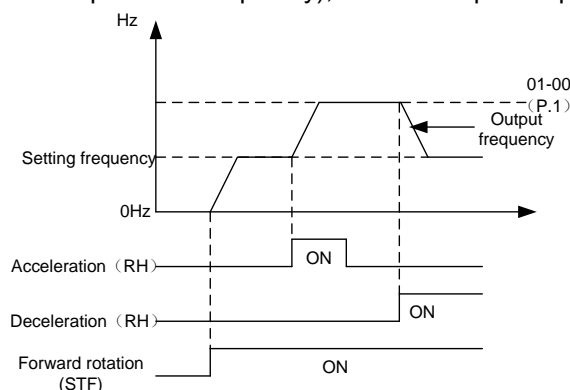 Hz
01-00
（P.1）
Output
frequency
Setting frequency
0Hz
Acceleration（RH）
ON
Deceleration（RH）
ON
Forward rotation
(STF)
ON